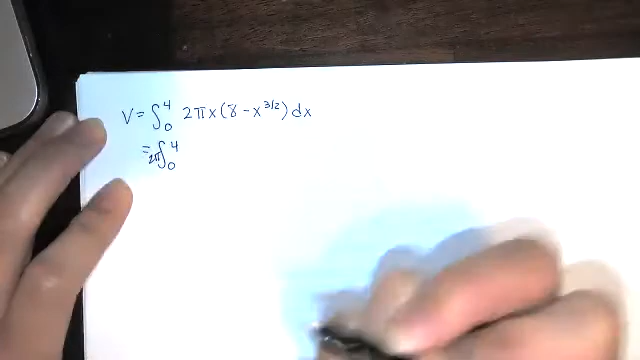 V = ∫₀⁴ 2πx(8 - x^{3/2}) dx
= 2π ∫₀⁴